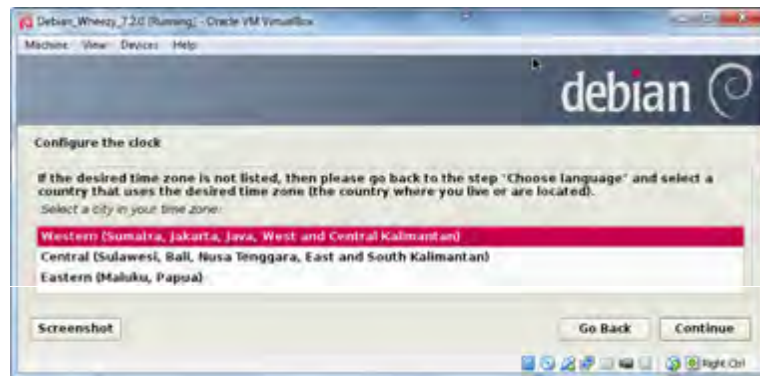 Debian_Wheezy_7.2.0 [Running] - Oracle VM VirtualBox
Machine View Devices Help
debian
Configure the clock
If the desired time zone is not listed, then please go back to the step "Choose language" and select a
country that uses the desired time zone (the country where you live or are located).
Select a city in your time zone:
Western (Sumatra, Jakarta, Java, West and Central Kalimantan)
Central (Sulawesi, Bali, Nusa Tenggara, East and South Kalimantan)
Eastern (Maluku, Papua)
Screenshot
Go Back
Continue
Right Ctrl